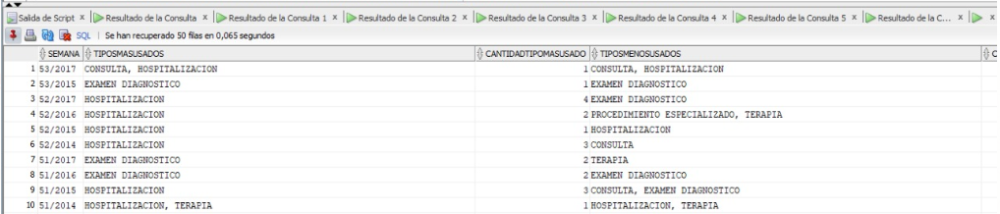 Salida de Script x Resultado de la Consulta x Resultado de la Consulta 1 x Resultado de la Consulta 2 x Resultado de la Consulta 3 x Resultado de la Consulta 4 x Resultado de la Consulta 5 x Resultado de la C... x x
SQL | Se han recuperado 50 filas en 0,065 segundos
SEMANA TIPOSMASUSADOS CANTIDADTIPOMASUSADO TIPOSMENOSUSADOS C
1 53/2017 CONSULTA, HOSPITALIZACION 1 CONSULTA, HOSPITALIZACION
2 53/2015 EXAMEN DIAGNOSTICO 1 EXAMEN DIAGNOSTICO
3 52/2017 HOSPITALIZACION 4 EXAMEN DIAGNOSTICO
4 52/2016 HOSPITALIZACION 2 PROCEDIMIENTO ESPECIALIZADO, TERAPIA
5 52/2015 HOSPITALIZACION 1 HOSPITALIZACION
6 52/2014 HOSPITALIZACION 3 CONSULTA
7 51/2017 EXAMEN DIAGNOSTICO 2 TERAPIA
8 51/2016 EXAMEN DIAGNOSTICO 2 EXAMEN DIAGNOSTICO
9 51/2015 HOSPITALIZACION 3 CONSULTA, EXAMEN DIAGNOSTICO
10 51/2014 HOSPITALIZACION, TERAPIA 1 HOSPITALIZACION, TERAPIA